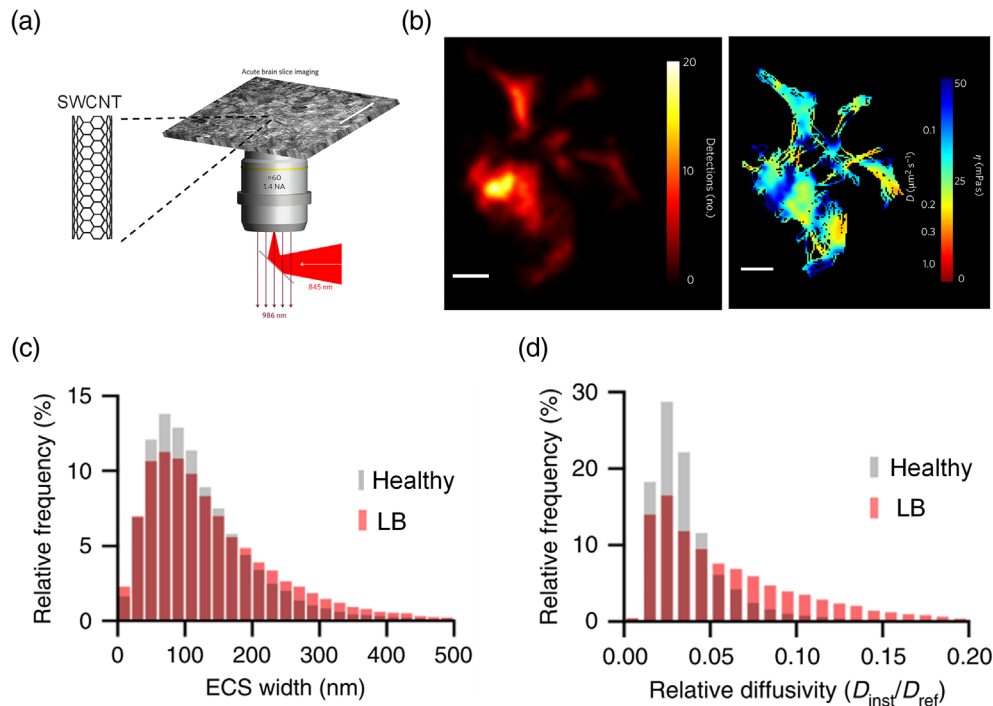 (a)
Acute brain slice imaging
SWCNT
×60
1.4 NA
845 nm
986 nm
(b)
20
10
0
Detections (no.)
D (μm² s⁻¹)
0.1
0.2
0.3
1.0
50
25
0
η (mPa s)
(c)
Relative frequency (%)
15
10
5
0
Healthy
LB
0 100 200 300 400 500
ECS width (nm)
(d)
Relative frequency (%)
30
20
10
0
Healthy
LB
0.00 0.05 0.10 0.15 0.20
Relative diffusivity (D_inst/D_ref)